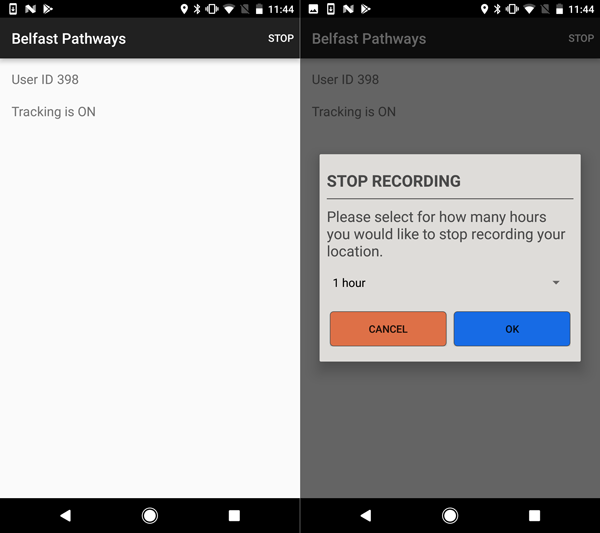 11:44
Belfast Pathways
STOP
User ID 398
Tracking is ON
11:44
Belfast Pathways
STOP
User ID 398
Tracking is ON
STOP RECORDING
Please select for how many hours
you would like to stop recording your
location.
1 hour
CANCEL
OK